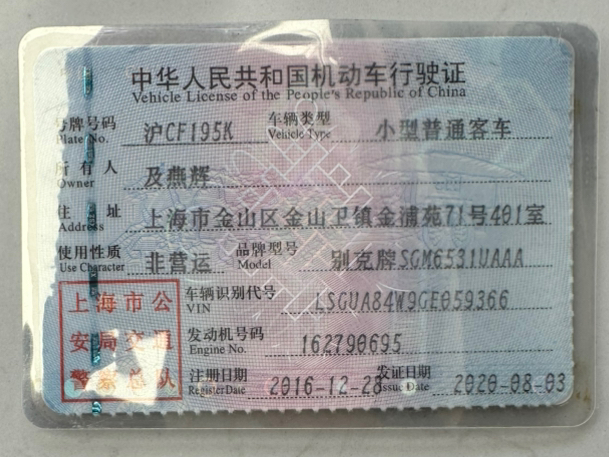 中华人民共和国机动车行驶证
Vehicle License of the People's Republic of China
号牌号码 沪CF195K 车辆类型 小型普通客车
Plate No. Vehicle Type
所有人 及燕辉
Owner
住址 上海市金山区金山卫镇金浦苑71号401室
Address
使用性质 非营运 品牌型号 别克牌SGM6531UAAA
Use Character Model
上海市公安局交通警察总队
车辆识别代号 LSGUA84W9GE059366
VIN
发动机号码 162790695
Engine No.
注册日期 2016-12-28 发证日期 2020-08-03
Register Date Issue Date